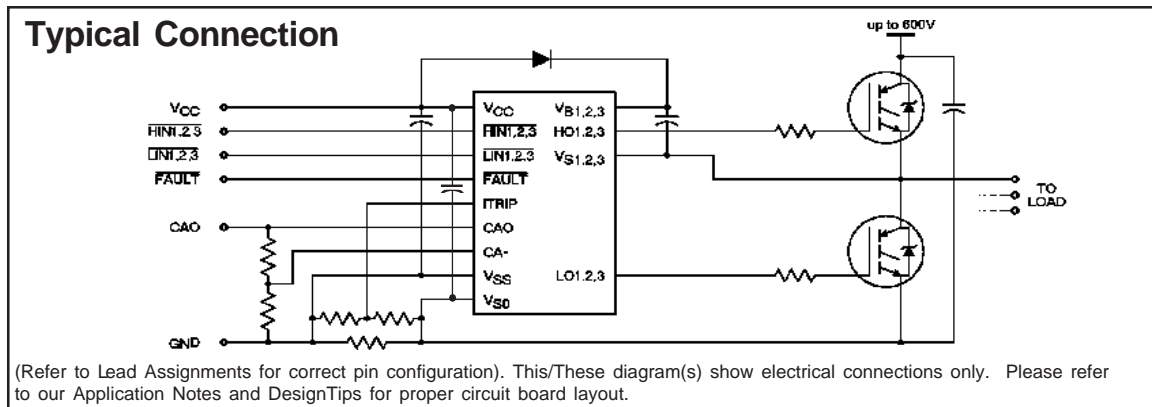 Typical Connection
up to 600V
VCC
HIN1,2,3
LIN1,2,3
FAULT
CAO
GND
VCC
HIN1,2,3
LIN1,2,3
FAULT
ITRIP
CAO
CA-
VSS
VS0
VB1,2,3
HO1,2,3
VS1,2,3
LO1,2,3
TO
LOAD
(Refer to Lead Assignments for correct pin configuration). This/These diagram(s) show electrical connections only. Please refer
to our Application Notes and DesignTips for proper circuit board layout.